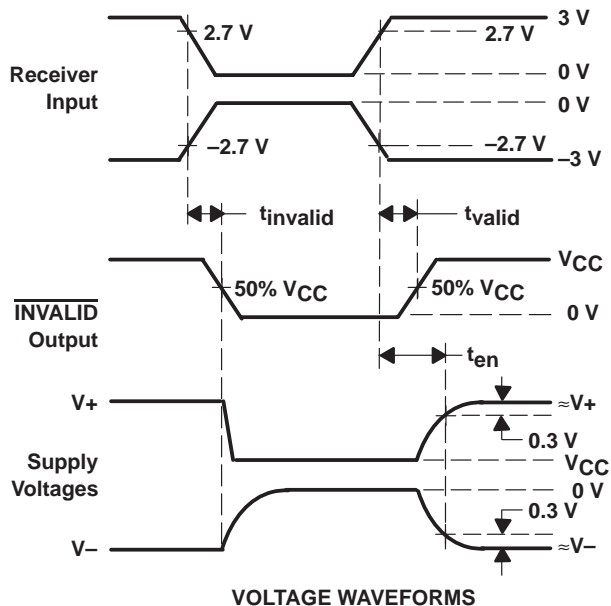 3 V
2.7 V
2.7 V
Receiver
Input
0 V
0 V
–2.7 V
–2.7 V
–3 V
tinvalid
tvalid
VCC
50% VCC
50% VCC
INVALID
Output
0 V
ten
V+
≈V+
0.3 V
Supply
Voltages
VCC
0 V
0.3 V
V–
≈V–
VOLTAGE WAVEFORMS